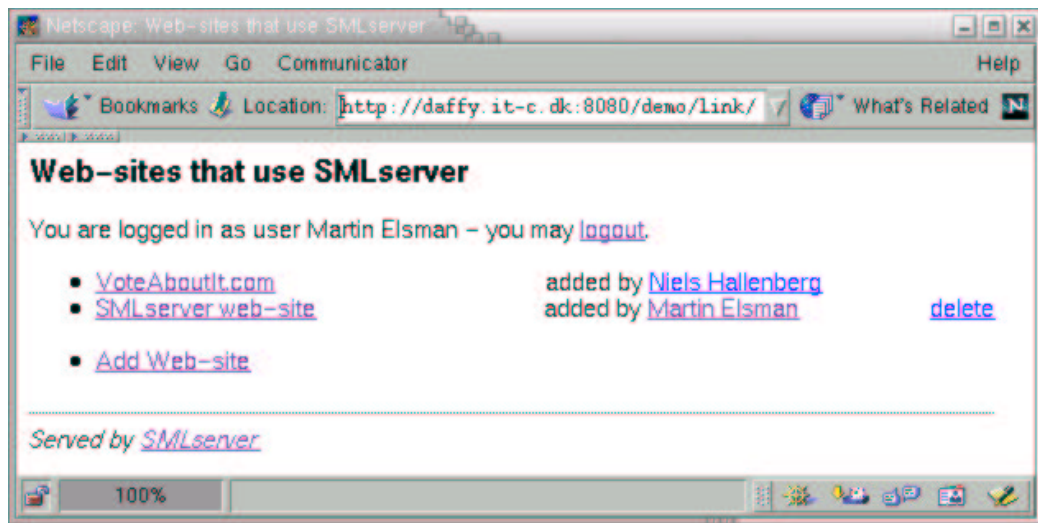 Netscape: Web-sites that use SMLserver
File Edit View Go Communicator Help
Bookmarks Location: http://daffy.it-c.dk:8080/demo/link/ What's Related N
Web-sites that use SMLserver
You are logged in as user Martin Elsman - you may logout.
VoteAboutIt.com added by Niels Hallenberg
SMLserver web-site added by Martin Elsman delete
Add Web-site
Served by SMLserver
100%